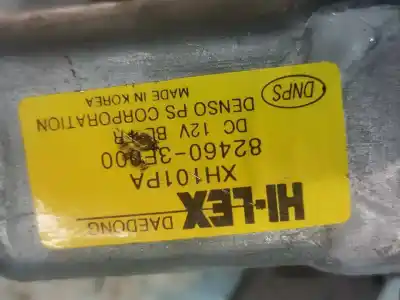 HI-LEX DAEDONG
XH101PA
82460-3E000
DC 12V
DENSO PS CORPORATION
MADE IN KOREA
DNPS